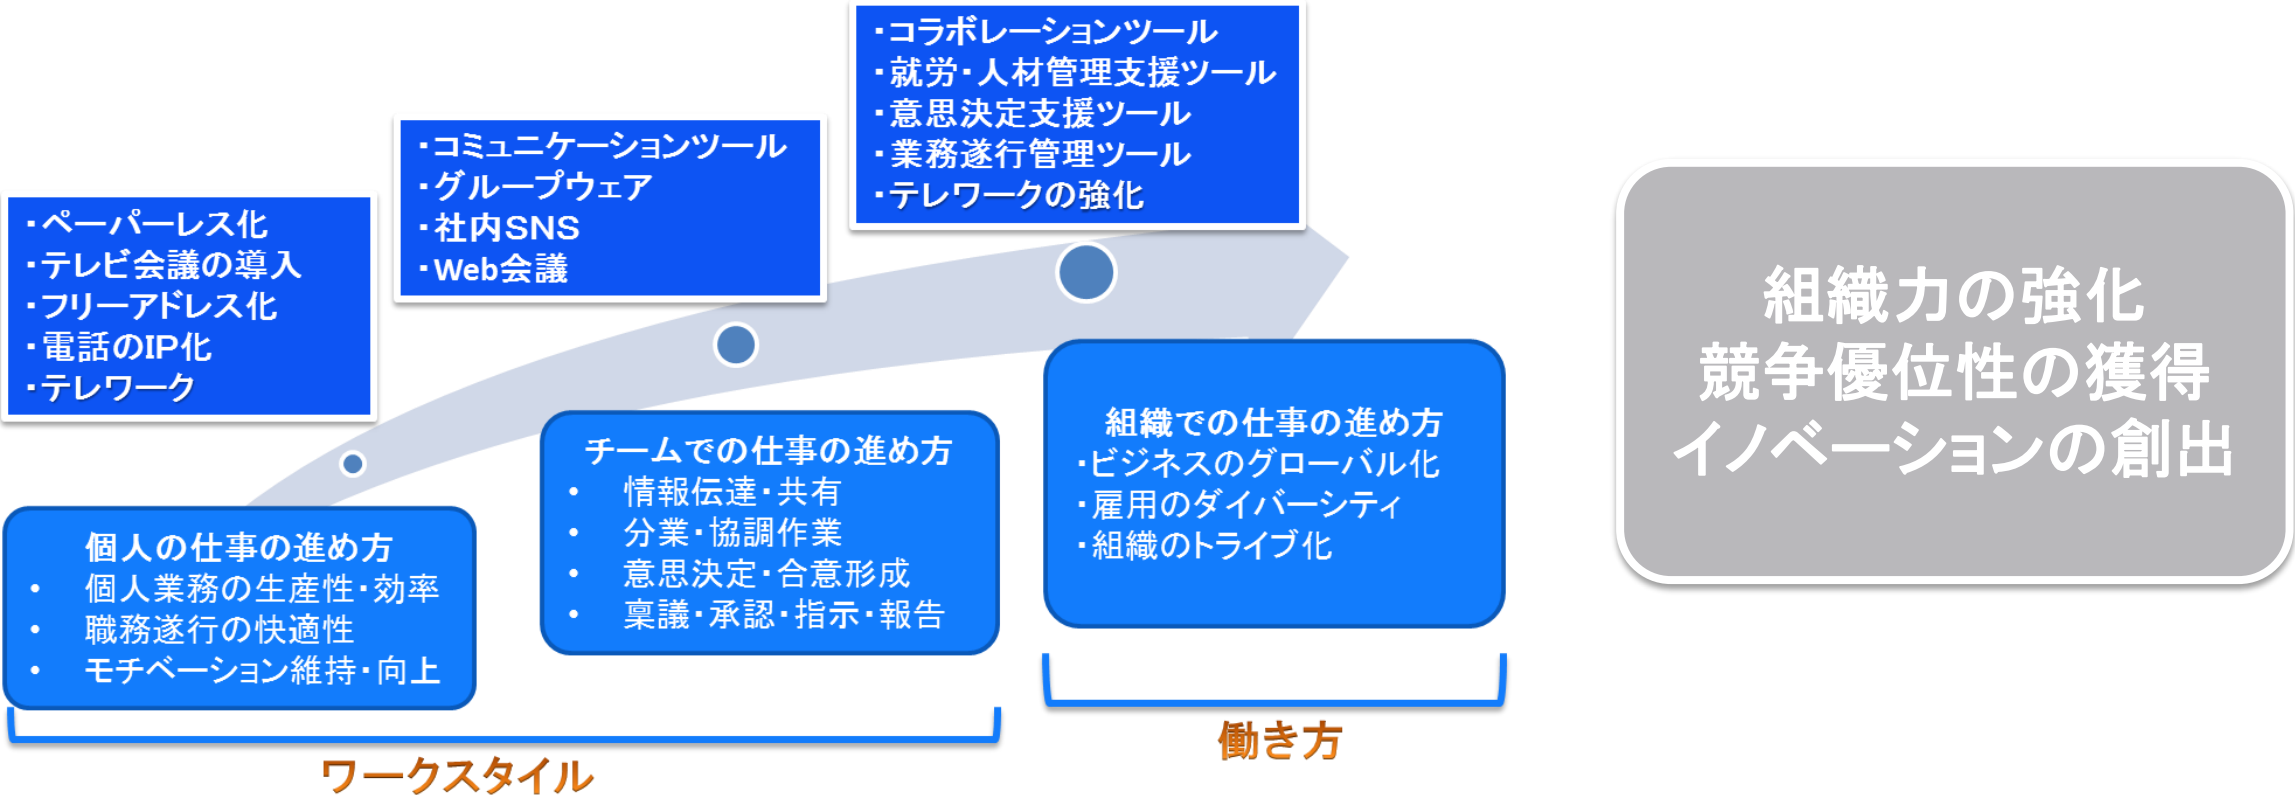 ・ペーパーレス化
・テレビ会議の導入
・フリーアドレス化
・電話のIP化
・テレワーク
・コミュニケーションツール
・グループウェア
・社内SNS
・Web会議
・コラボレーションツール
・就労・人材管理支援ツール
・意思決定支援ツール
・業務遂行管理ツール
・テレワークの強化
個人の仕事の進め方
• 個人業務の生産性・効率
• 職務遂行の快適性
• モチベーション維持・向上
チームでの仕事の進め方
• 情報伝達・共有
• 分業・協調作業
• 意思決定・合意形成
• 稟議・承認・指示・報告
組織での仕事の進め方
・ビジネスのグローバル化
・雇用のダイバーシティ
・組織のトライブ化
ワークスタイル
働き方
組織力の強化
競争優位性の獲得
イノベーションの創出